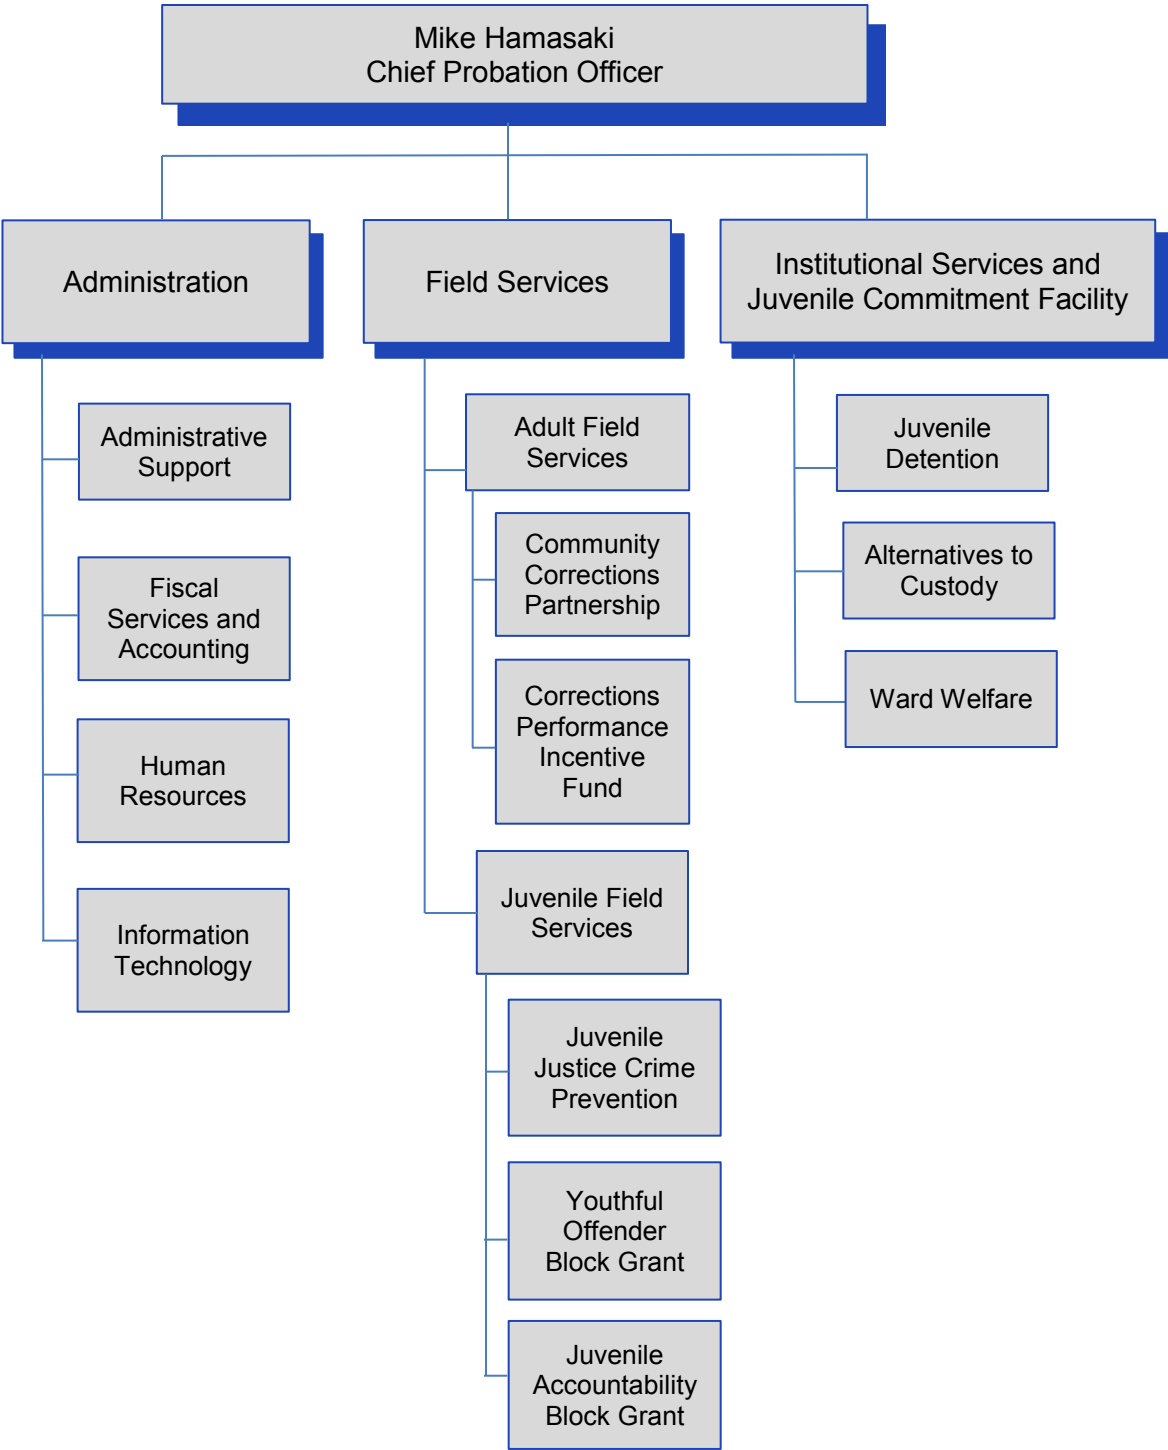 Mike Hamasaki
Chief Probation Officer
Administration
Administrative
Support
Fiscal
Services and
Accounting
Human
Resources
Information
Technology
Field Services
Adult Field
Services
Community
Corrections
Partnership
Corrections
Performance
Incentive
Fund
Juvenile Field
Services
Juvenile
Justice Crime
Prevention
Youthful
Offender
Block Grant
Juvenile
Accountability
Block Grant
Institutional Services and
Juvenile Commitment Facility
Juvenile
Detention
Alternatives to
Custody
Ward Welfare